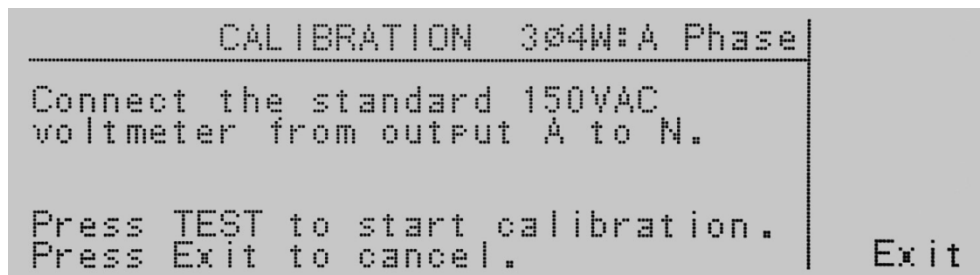 CALIBRATION 3ø4W:A Phase
Connect the standard 150VAC
voltmeter from output A to N.
Press TEST to start calibration.
Press Exit to cancel.
Exit